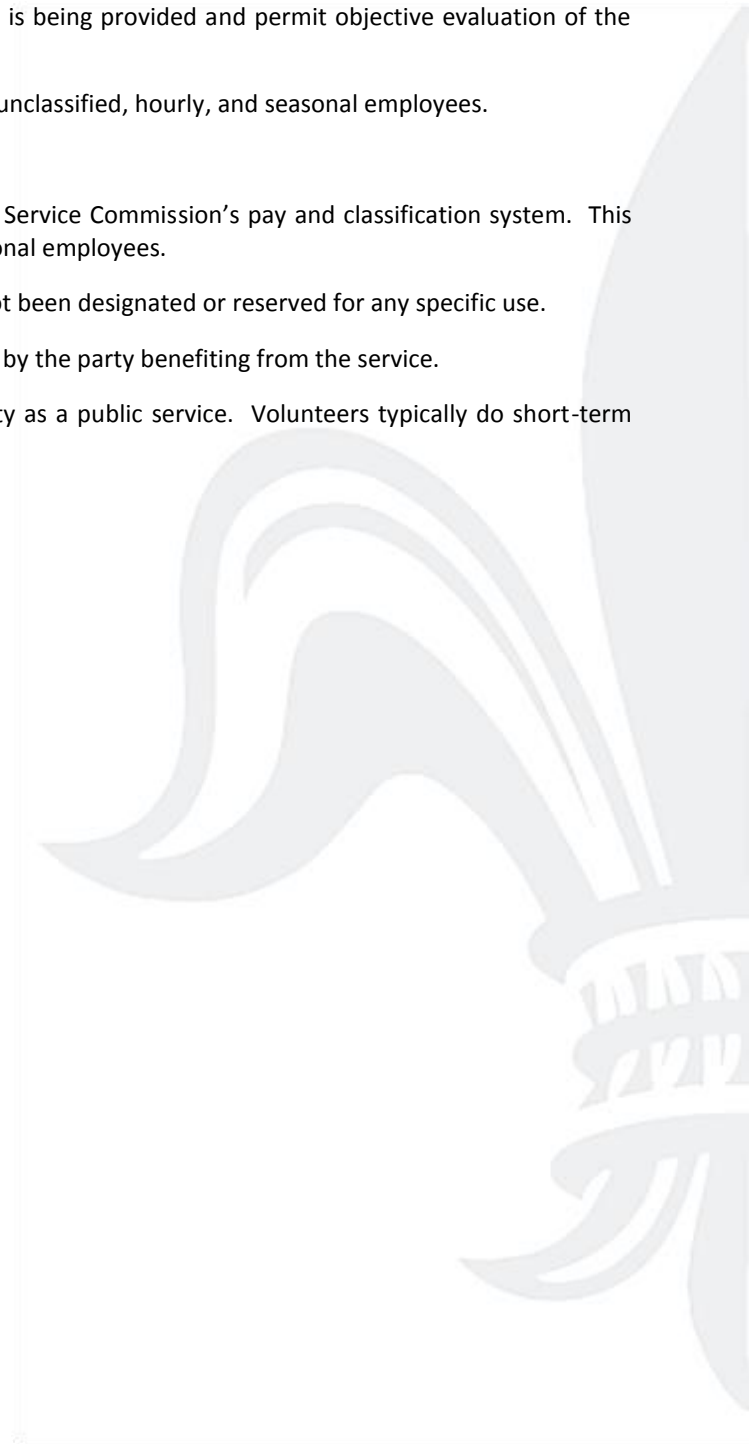 is being provided and permit objective evaluation of the
unclassified, hourly, and seasonal employees.
Service Commission’s pay and classification system. This
onal employees.
ot been designated or reserved for any specific use.
by the party benefiting from the service.
ty as a public service. Volunteers typically do short-term